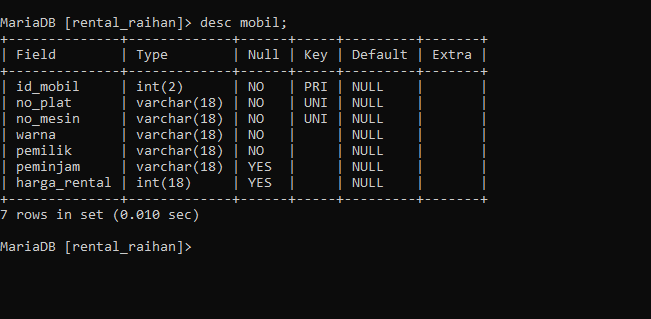 MariaDB [rental_raihan]> desc mobil;
+--------------+-------------+------+-----+---------+-------+
| Field        | Type        | Null | Key | Default | Extra |
+--------------+-------------+------+-----+---------+-------+
| id_mobil     | int(2)      | NO   | PRI | NULL    |       |
| no_plat      | varchar(18) | NO   | UNI | NULL    |       |
| no_mesin     | varchar(18) | NO   | UNI | NULL    |       |
| warna        | varchar(18) | NO   |     | NULL    |       |
| pemilik      | varchar(18) | NO   |     | NULL    |       |
| peminjam     | varchar(18) | YES  |     | NULL    |       |
| harga_rental | int(18)     | YES  |     | NULL    |       |
+--------------+-------------+------+-----+---------+-------+
7 rows in set (0.010 sec)
MariaDB [rental_raihan]>